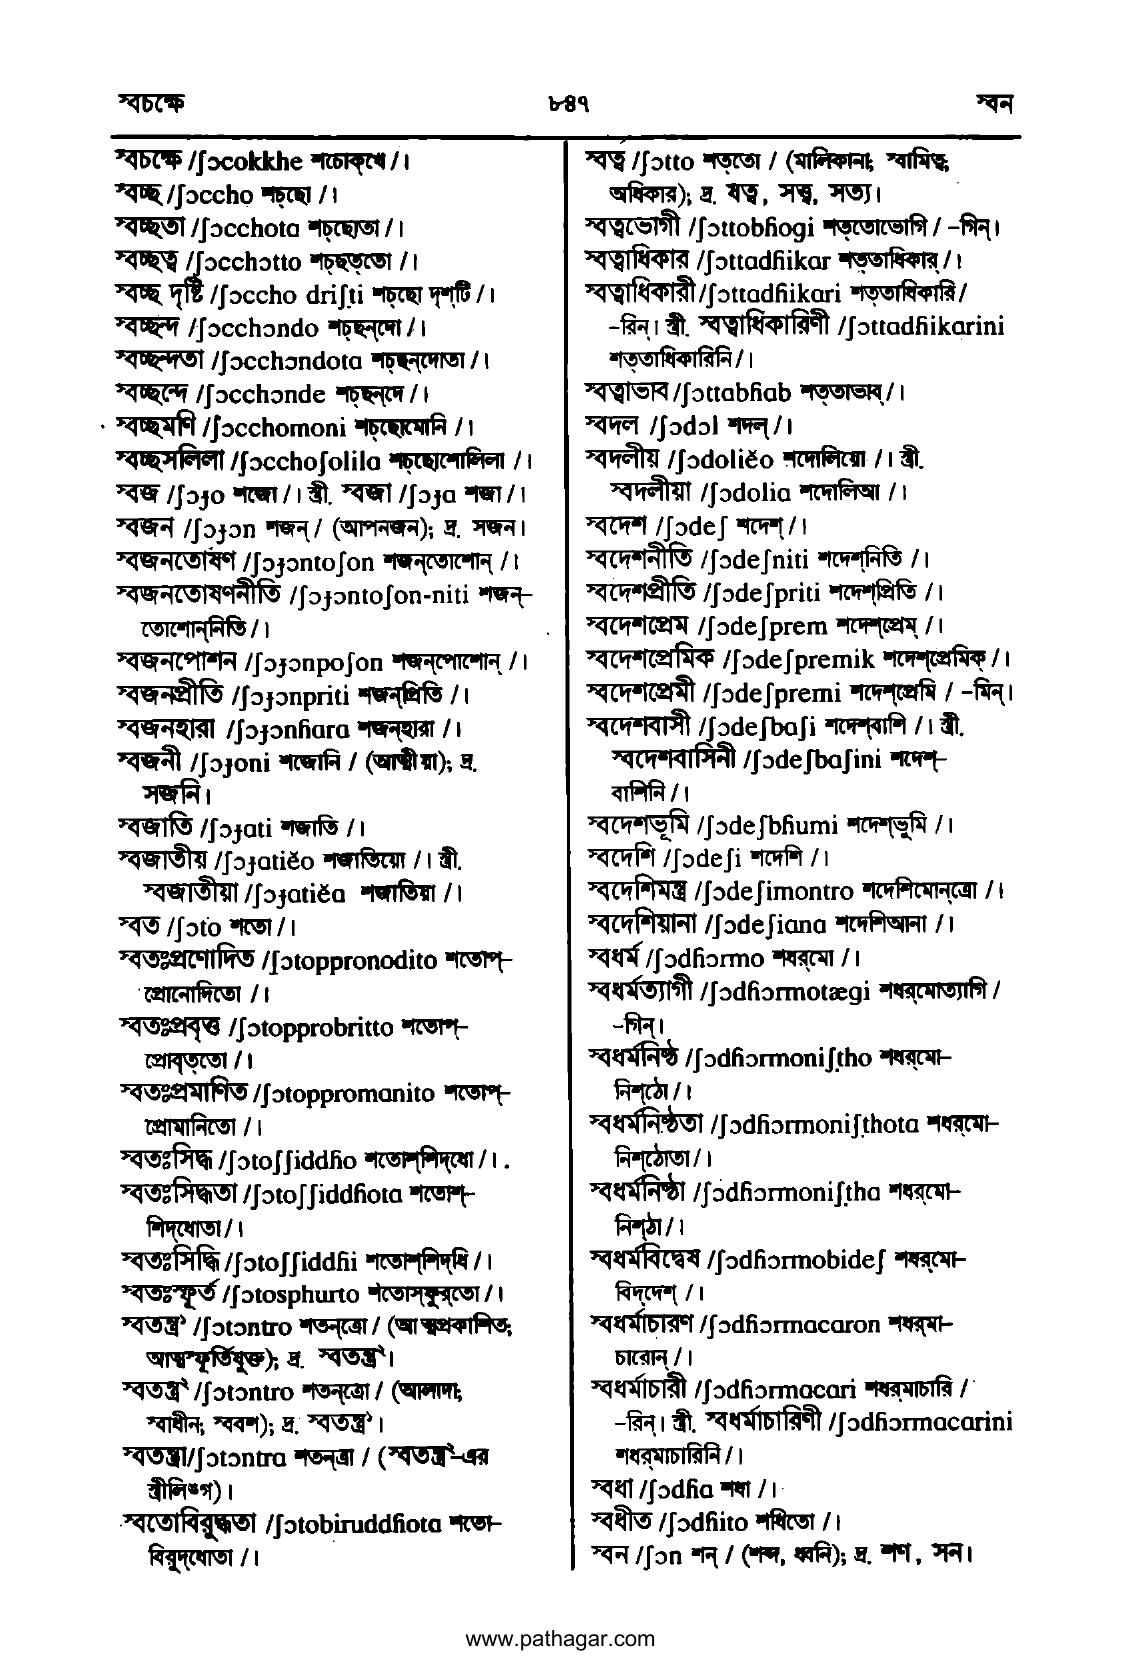 স্বচক্ষে
৮৪৭
স্বন
স্বচক্ষে /ʃɔcokkhe শচোক্‌খে/।
স্বচ্ছ /ʃɔccho শচ্‌ছো /।
স্বচ্ছতা /ʃɔcchota শচ্‌ছোতা /।
স্বচ্ছত্ব /ʃɔcchɔtto শচ্‌ছত্‌তো /।
স্বচ্ছ দৃষ্টি /ʃɔccho driʃṭi শচ্‌ছো দৃশ্‌টি /।
স্বচ্ছন্দ /ʃɔcchɔndo শচ্‌ছন্‌দো /।
স্বচ্ছন্দতা /ʃɔcchɔndota শচ্‌ছন্‌দোতা /।
স্বচ্ছন্দে /ʃɔcchɔnde শচ্‌ছন্‌দে /।
স্বচ্ছমণি /ʃɔcchomoni শচ্‌ছোমোনি /।
স্বচ্ছসলিলা /ʃɔcchoʃolila শচ্‌ছোশোলিলা /।
স্বজ /ʃɔɟo শজো /। স্ত্রী. স্বজা /ʃɔɟa শজা /।
স্বজন /ʃɔɟɔn শজন্‌ / (আপনজন); দ্র. সজন।
স্বজনতোষণ /ʃɔɟɔntoʃon শজন্‌তোশোন্‌ /।
স্বজনতোষণনীতি /ʃɔɟɔntoʃon-niti শজন্‌-
তোশোন্‌নিতি /।
স্বজনপোশন /ʃɔɟɔnpoʃon শজন্‌পোশোন্‌ /।
স্বজনপ্রীতি /ʃɔɟɔnpriti শজন্‌প্রিতি /।
স্বজনহারা /ʃɔɟɔnɦara শজন্‌হারা /।
স্বজনী /ʃɔɟoni শজোনি / (আত্মীয়া); দ্র.
সজনি।
স্বজাতি /ʃɔɟati শজাতি /।
স্বজাতীয় /ʃɔɟatiĕo শজাতিয়ো /। স্ত্রী.
স্বজাতীয়া /ʃɔɟatiĕa শজাতিয়া /।
স্বত /ʃɔto শতো /।
স্বতঃপ্রণোদিত /ʃɔtoppronodito শতোপ্‌-
প্রোনোদিতো /।
স্বতঃপ্রবৃত্ত /ʃɔtopprobritto শতোপ্‌-
প্রোবৃত্‌তো /।
স্বতঃপ্রমাণিত /ʃɔtoppromanito শতোপ্‌-
প্রোমানিতো /।
স্বতঃসিদ্ধ /ʃɔtoʃʃiddɦo শতোশ্‌শিদ্‌ধো /।
স্বতঃসিদ্ধতা /ʃɔtoʃʃiddɦota শতোশ্‌-
শিদ্‌ধোতা /।
স্বতঃসিদ্ধি /ʃɔtoʃʃiddɦi শতোশ্‌শিদ্‌ধি /।
স্বতঃস্ফূর্ত /ʃɔtosphurto শতোস্‌ফুর্‌তো /।
স্বতন্ত্র¹ /ʃɔtɔntro শতন্‌ত্রো / (আত্মপ্রকাশিত;
আত্মস্ফূর্তিযুক্ত); দ্র. স্বতন্ত্র²।
স্বতন্ত্র² /ʃɔtɔntro শতন্‌ত্রো / (আলাদা;
স্বাধীন; স্ববশ); দ্র. স্বতন্ত্র¹।
স্বতন্ত্রা/ʃɔtɔntra শতন্‌ত্রা / (স্বতন্ত্র²-এর
স্ত্রীলিঙ্গ)।
স্বতোবিরুদ্ধতা /ʃɔtobiruddɦota শতো-
বিরুদ্‌ধোতা /।
স্বত্ব /ʃɔtto শত্‌তো / (মালিকানা; স্বামিত্ব;
অধিকার); দ্র. ষত্ব, সত্ত্ব, সত্য।
স্বত্বভোগী /ʃɔttobɦogi শত্‌তোভোগি / -গিন্‌।
স্বত্বাধিকার /ʃɔttadɦikar শত্‌তাধিকার্‌ /।
স্বত্বাধিকারী/ʃɔttadɦikari শত্‌তাধিকারি/
-রিন্‌। স্ত্রী. স্বত্বাধিকারিণী /ʃɔttadɦikarini
শত্‌তাধিকারিনি /।
স্বত্বাভাব /ʃɔttabɦab শত্‌তাভাব্‌/।
স্বদল /ʃɔdɔl শদল্‌ /।
স্বদলীয় /ʃɔdoliĕo শদোলিয়ো /। স্ত্রী.
স্বদলীয়া /ʃɔdolia শদোলিআ /।
স্বদেশ /ʃɔdeʃ শদেশ্‌ /।
স্বদেশনীতি /ʃɔdeʃniti শদেশ্‌নিতি /।
স্বদেশপ্রীতি /ʃɔdeʃpriti শদেশ্‌প্রিতি /।
স্বদেশপ্রেম /ʃɔdeʃprem শদেশ্‌প্রেম্‌ /।
স্বদেশপ্রেমিক /ʃɔdeʃpremik শদেশ্‌প্রেমিক্‌ /।
স্বদেশপ্রেমী /ʃɔdeʃpremi শদেশ্‌প্রেমি / -মিন্‌।
স্বদেশবাসী /ʃɔdeʃbaʃi শদেশ্‌বাশি /। স্ত্রী.
স্বদেশবাসিনী /ʃɔdeʃbaʃini শদেশ্‌-
বাশিনি /।
স্বদেশভূমি /ʃɔdeʃbɦumi শদেশ্‌ভুমি /।
স্বদেশি /ʃɔdeʃi শদেশি /।
স্বদেশিমন্ত্র /ʃɔdeʃimontro শদেশিমোন্‌ত্রো /।
স্বদেশিয়ানা /ʃɔdeʃiana শদেশিআনা /।
স্বধর্ম /ʃɔdɦɔrmo শধর্‌মো /।
স্বধর্মত্যাগী /ʃɔdɦɔrmotægi শধর্‌মোত্যাগি /
-গিন্‌।
স্বধর্মনিষ্ঠ /ʃɔdɦɔrmoniʃṭho শধর্‌মো-
নিশ্‌ঠো /।
স্বধর্মনিষ্ঠতা /ʃɔdɦɔrmoniʃṭhota শধর্‌মো-
নিশ্‌ঠোতা /।
স্বধর্মনিষ্ঠা /ʃɔdɦɔrmoniʃṭha শধর্‌মো-
নিশ্‌ঠা /।
স্বধর্মবিদ্বেষ /ʃɔdɦɔrmobideʃ শধর্‌মো-
বিদ্‌দেশ্‌ /।
স্বধর্মাচারণ /ʃɔdɦɔrmacaron শধর্‌মা-
চারোন্‌ /।
স্বধর্মাচারী /ʃɔdɦɔrmacari শধর্‌মাচারি /
-রিন্‌। স্ত্রী. স্বধর্মাচারিণী /ʃɔdɦɔrmacarini
শধর্‌মাচারিনি /।
স্বধা /ʃɔdɦa শধা /।
স্বধীত /ʃɔdɦito শধিতো /।
স্বন /ʃɔn শন্‌ / (শব্দ, ধ্বনি); দ্র. শণ, সন।
www.pathagar.com